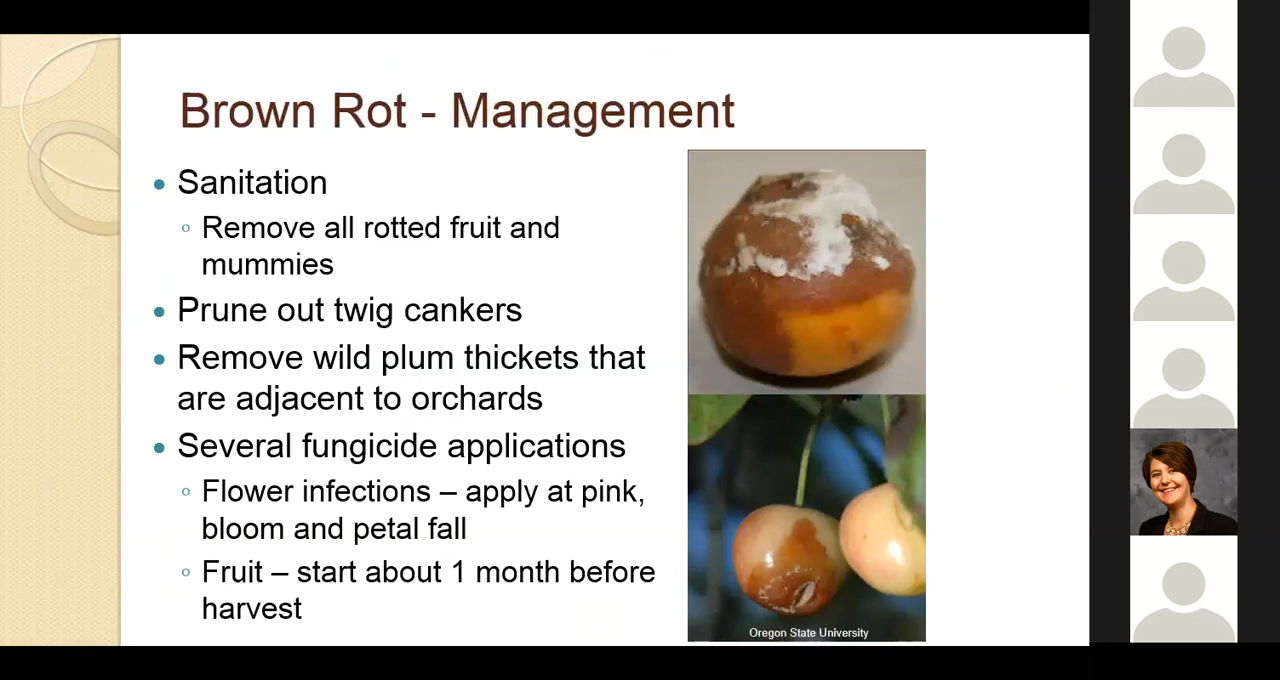 Brown Rot - Management
• Sanitation
◦ Remove all rotted fruit and
mummies
• Prune out twig cankers
• Remove wild plum thickets that
are adjacent to orchards
• Several fungicide applications
◦ Flower infections – apply at pink,
bloom and petal fall
◦ Fruit – start about 1 month before
harvest
Oregon State University